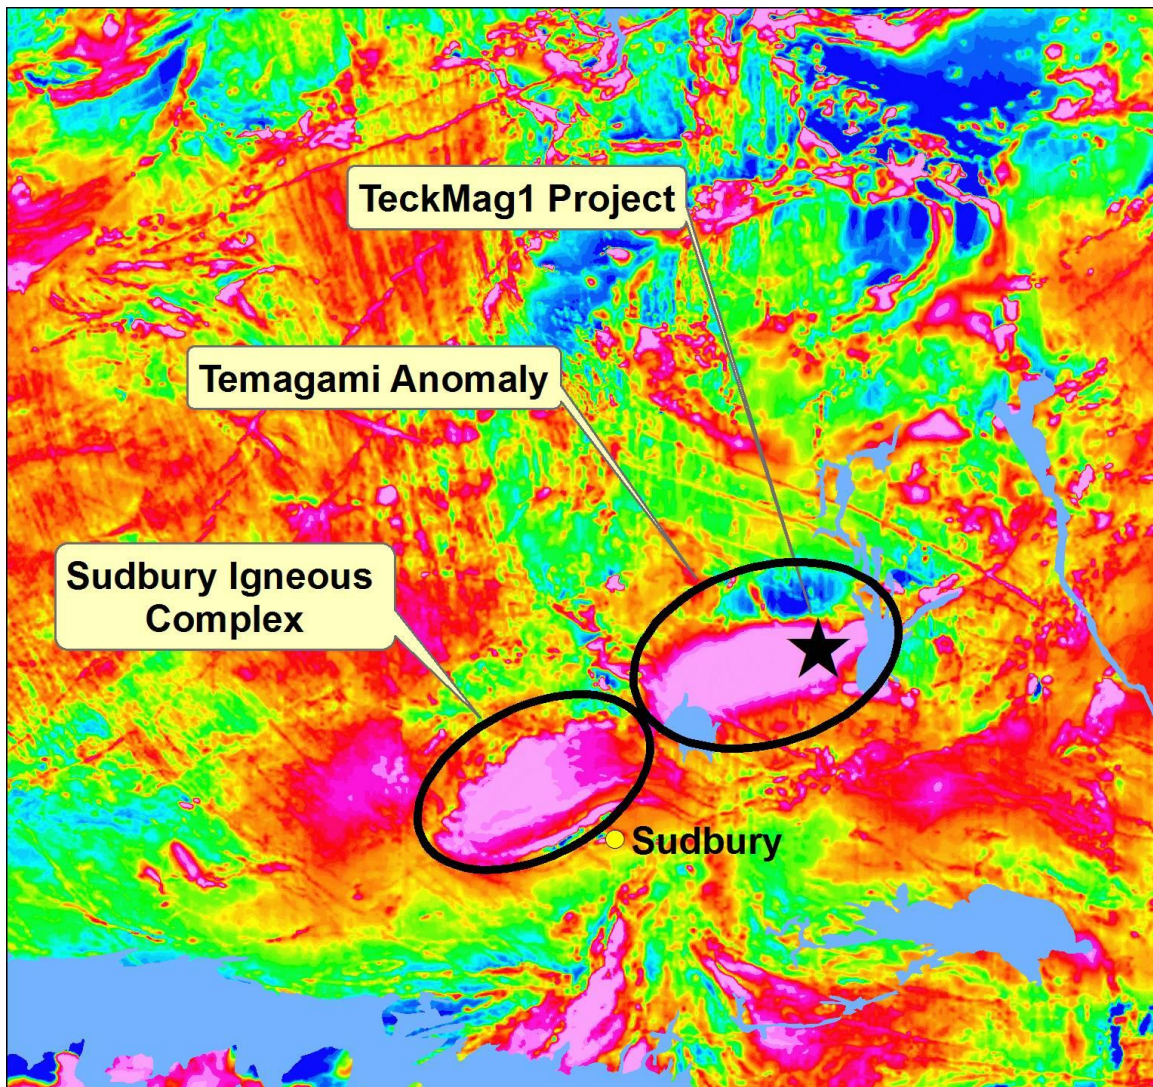 TeckMag1 Project
Temagami Anomaly
Sudbury Igneous
Complex
Sudbury